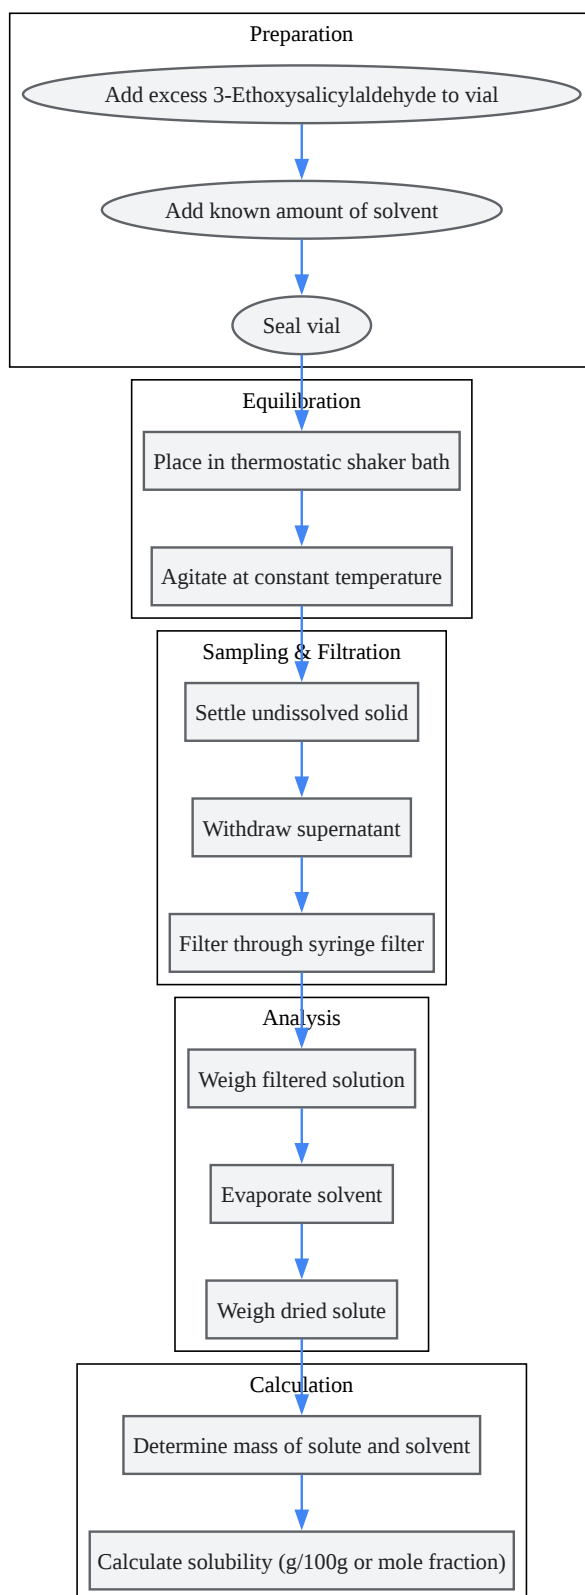 Preparation
Add excess 3-Ethoxysalicylaldehyde to vial
Add known amount of solvent
Seal vial
Equilibration
Place in thermostatic shaker bath
Agitate at constant temperature
Sampling & Filtration
Settle undissolved solid
Withdraw supernatant
Filter through syringe filter
Analysis
Weigh filtered solution
Evaporate solvent
Weigh dried solute
Calculation
Determine mass of solute and solvent
Calculate solubility (g/100g or mole fraction)